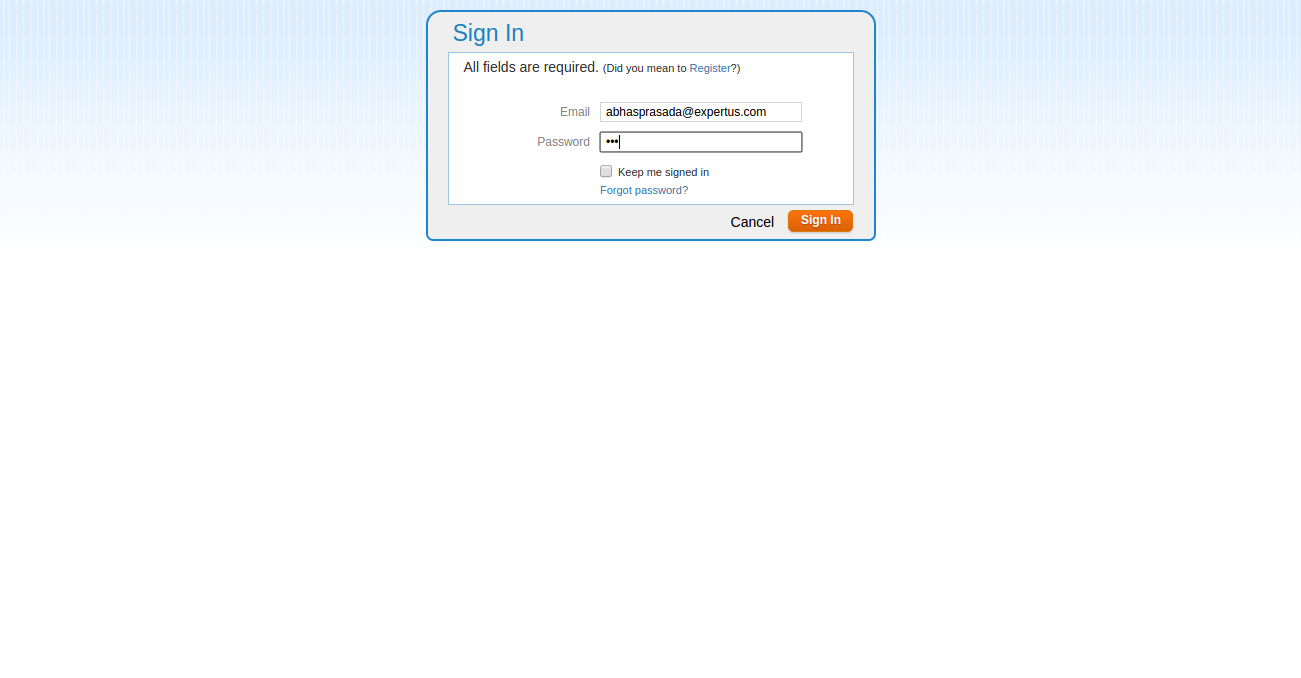 Sign In
All fields are required. (Did you mean to Register?)
Email abhasprasada@expertus.com
Password •••
Keep me signed in
Forgot password?
Cancel Sign In